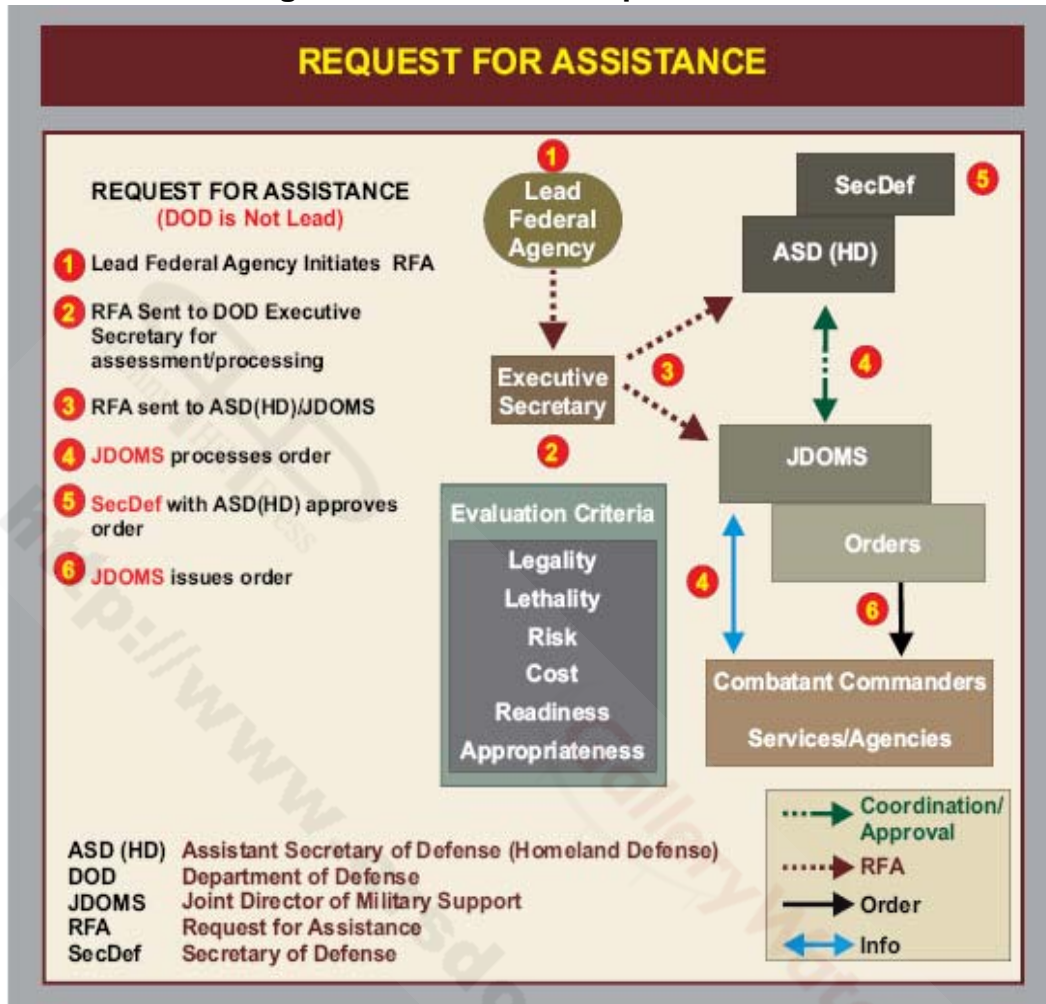 REQUEST FOR ASSISTANCE
REQUEST FOR ASSISTANCE
(DOD is Not Lead)
1 Lead Federal Agency Initiates RFA
2 RFA Sent to DOD Executive
Secretary for
assessment/processing
3 RFA sent to ASD(HD)/JDOMS
4 JDOMS processes order
5 SecDef with ASD(HD) approves
order
6 JDOMS issues order
1
Lead
Federal
Agency
Executive
Secretary
2
3
SecDef
5
ASD (HD)
4
JDOMS
Orders
4
6
Combatant Commanders
Services/Agencies
Evaluation Criteria
Legality
Lethality
Risk
Cost
Readiness
Appropriateness
Coordination/
Approval
RFA
Order
Info
ASD (HD) Assistant Secretary of Defense (Homeland Defense)
DOD Department of Defense
JDOMS Joint Director of Military Support
RFA Request for Assistance
SecDef Secretary of Defense
http://www